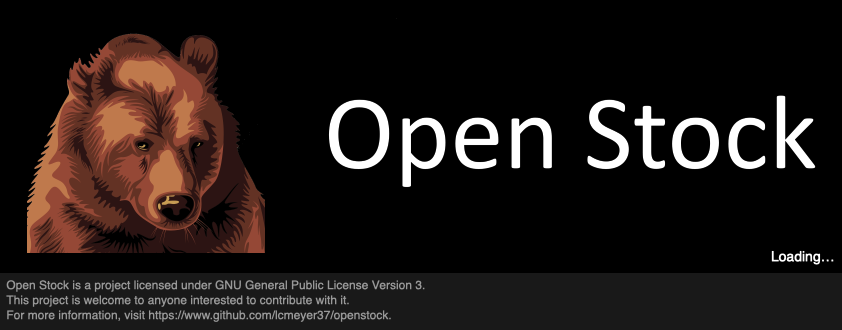 Open Stock
Loading...
Open Stock is a project licensed under GNU General Public License Version 3.
This project is welcome to anyone interested to contribute with it.
For more information, visit https://www.github.com/lcmeyer37/openstock.